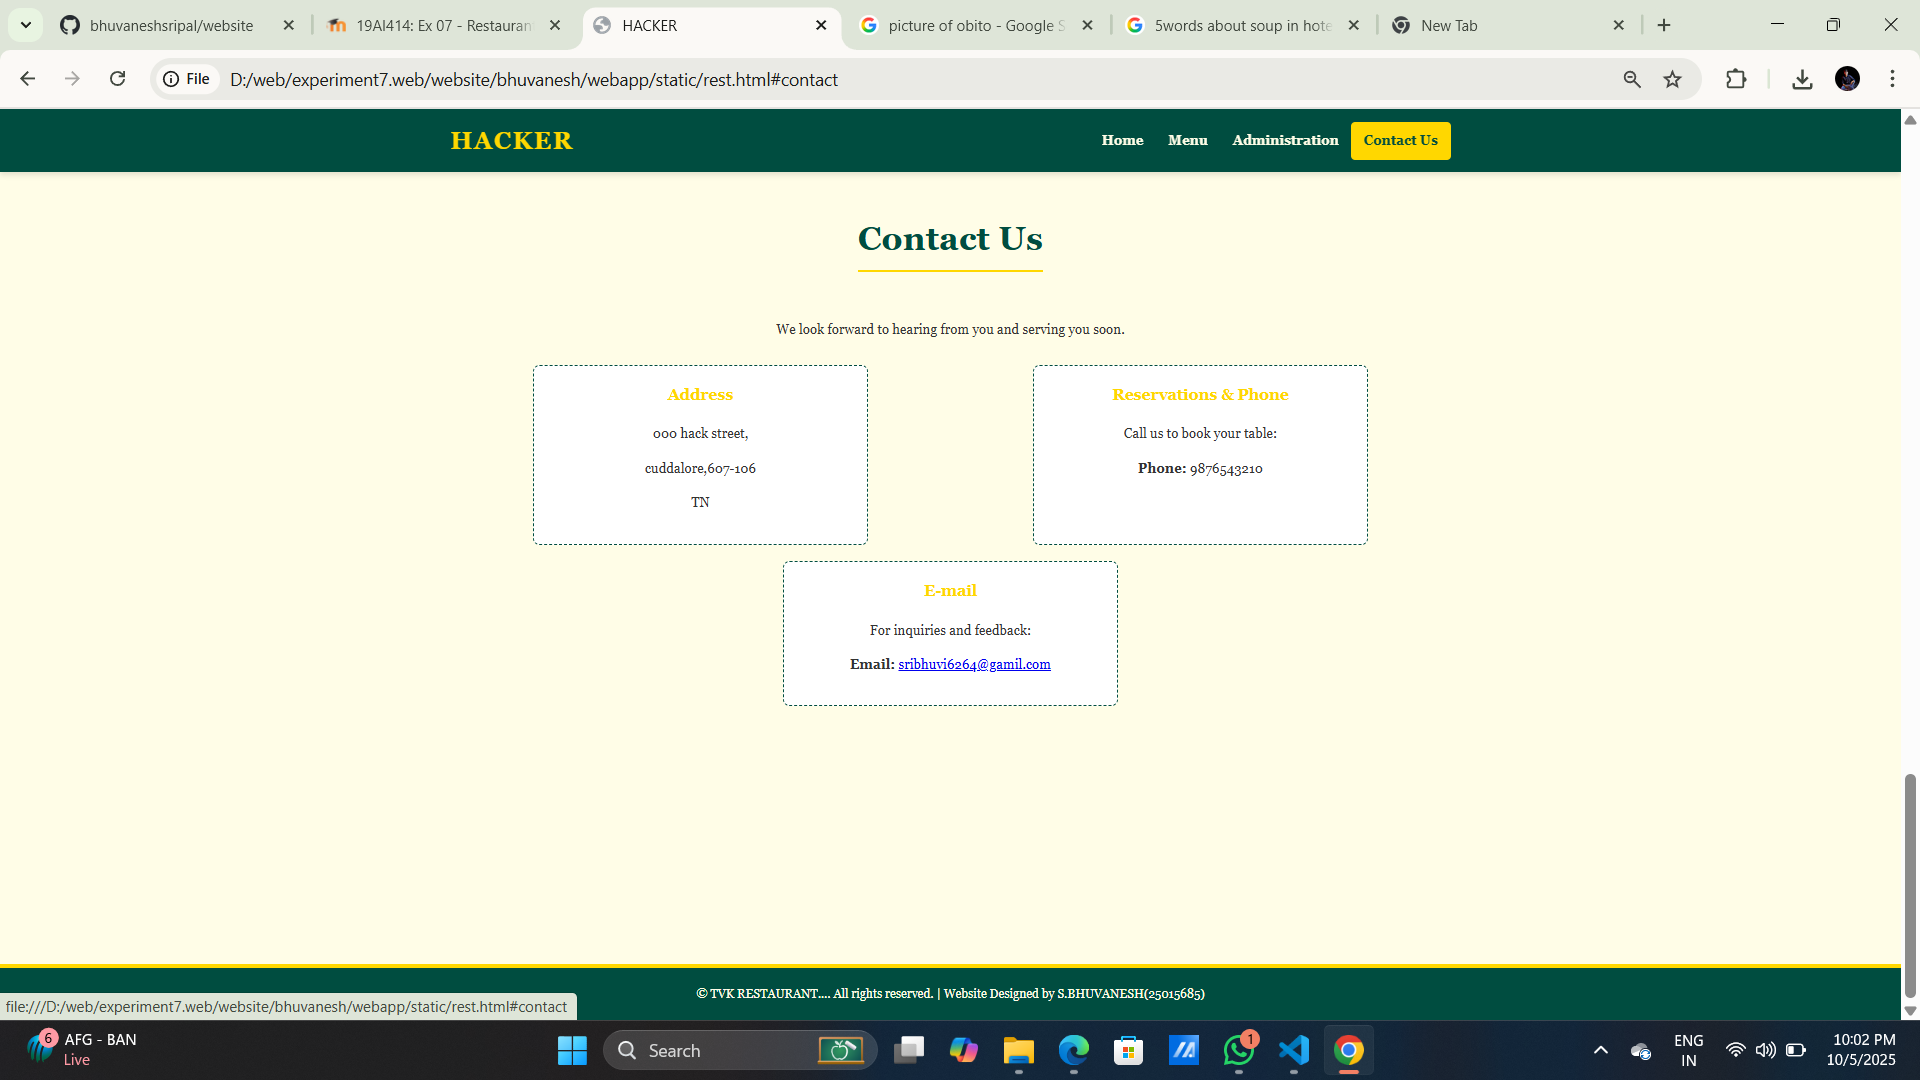 bhuvaneshsripal/website
19AI414: Ex 07 - Restauran
HACKER
picture of obito - Google S
5words about soup in hote
New Tab
File
D:/web/experiment7.web/website/bhuvanesh/webapp/static/rest.html#contact
HACKER
Home
Menu
Administration
Contact Us
Contact Us
We look forward to hearing from you and serving you soon.
Address
000 hack street,
cuddalore,607-106
TN
Reservations & Phone
Call us to book your table:
Phone: 9876543210
E-mail
For inquiries and feedback:
Email: sribhuvi6264@gamil.com
© TVK RESTAURANT.... All rights reserved. | Website Designed by S.BHUVANESH(25015685)
file:///D:/web/experiment7.web/website/bhuvanesh/webapp/static/rest.html#contact
6
AFG - BAN
Live
Search
1
ENG
IN
10:02 PM
10/5/2025